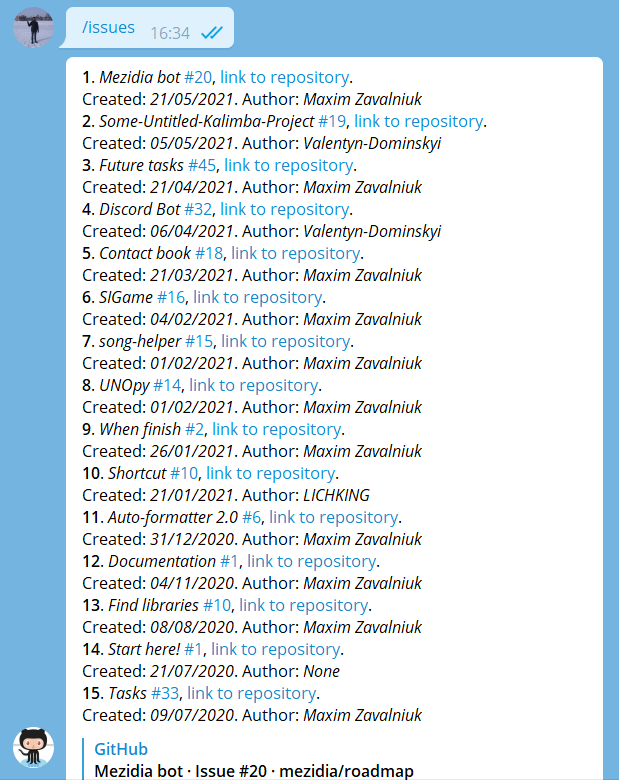 /issues 16:34
1. Mezidia bot #20, link to repository.
Created: 21/05/2021. Author: Maxim Zavalniuk
2. Some-Untitled-Kalimba-Project #19, link to repository.
Created: 05/05/2021. Author: Valentyn-Dominskyi
3. Future tasks #45, link to repository.
Created: 21/04/2021. Author: Maxim Zavalniuk
4. Discord Bot #32, link to repository.
Created: 06/04/2021. Author: Valentyn-Dominskyi
5. Contact book #18, link to repository.
Created: 21/03/2021. Author: Maxim Zavalniuk
6. SIGame #16, link to repository.
Created: 04/02/2021. Author: Maxim Zavalniuk
7. song-helper #15, link to repository.
Created: 01/02/2021. Author: Maxim Zavalniuk
8. UNOpy #14, link to repository.
Created: 01/02/2021. Author: Maxim Zavalniuk
9. When finish #2, link to repository.
Created: 26/01/2021. Author: Maxim Zavalniuk
10. Shortcut #10, link to repository.
Created: 21/01/2021. Author: LICHKING
11. Auto-formatter 2.0 #6, link to repository.
Created: 31/12/2020. Author: Maxim Zavalniuk
12. Documentation #1, link to repository.
Created: 04/11/2020. Author: Maxim Zavalniuk
13. Find libraries #10, link to repository.
Created: 08/08/2020. Author: Maxim Zavalniuk
14. Start here! #1, link to repository.
Created: 21/07/2020. Author: None
15. Tasks #33, link to repository.
Created: 09/07/2020. Author: Maxim Zavalniuk
GitHub
Mezidia bot · Issue #20 · mezidia/roadmap